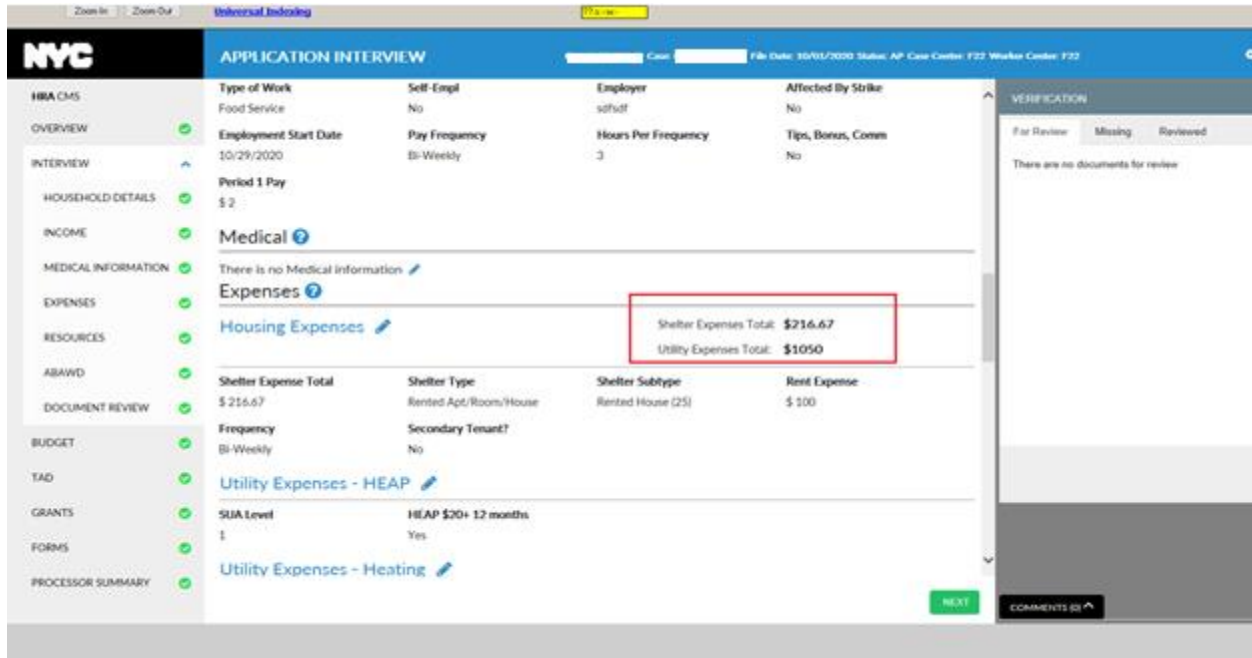 Zoom In Zoom Out Universal Indexing
NYC APPLICATION INTERVIEW Case File Date: 10/01/2020 Status: AP Case Center: F22 Worker Center: F22
HRA CMS
OVERVIEW
INTERVIEW
HOUSEHOLD DETAILS
INCOME
MEDICAL INFORMATION
EXPENSES
RESOURCES
ABAWD
DOCUMENT REVIEW
BUDGET
TAD
GRANTS
FORMS
PROCESSOR SUMMARY
Type of Work Self-Empl Employer Affected By Strike
Food Service No sdfsdf No
Employment Start Date Pay Frequency Hours Per Frequency Tips, Bonus, Comm
10/29/2020 Bi-Weekly 3 No
Period 1 Pay
$ 2
Medical
There is no Medical information
Expenses
Housing Expenses
Shelter Expenses Total: $216.67
Utility Expenses Total: $1050
Shelter Expense Total Shelter Type Shelter Subtype Rent Expense
$ 216.67 Rented Apt/Room/House Rented House (25) $ 100
Frequency Secondary Tenant?
Bi-Weekly No
Utility Expenses - HEAP
SUA Level HEAP $20+ 12 months
1 Yes
Utility Expenses - Heating
NEXT
VERIFICATION
For Review Missing Reviewed
There are no documents for review
COMMENTS (0)